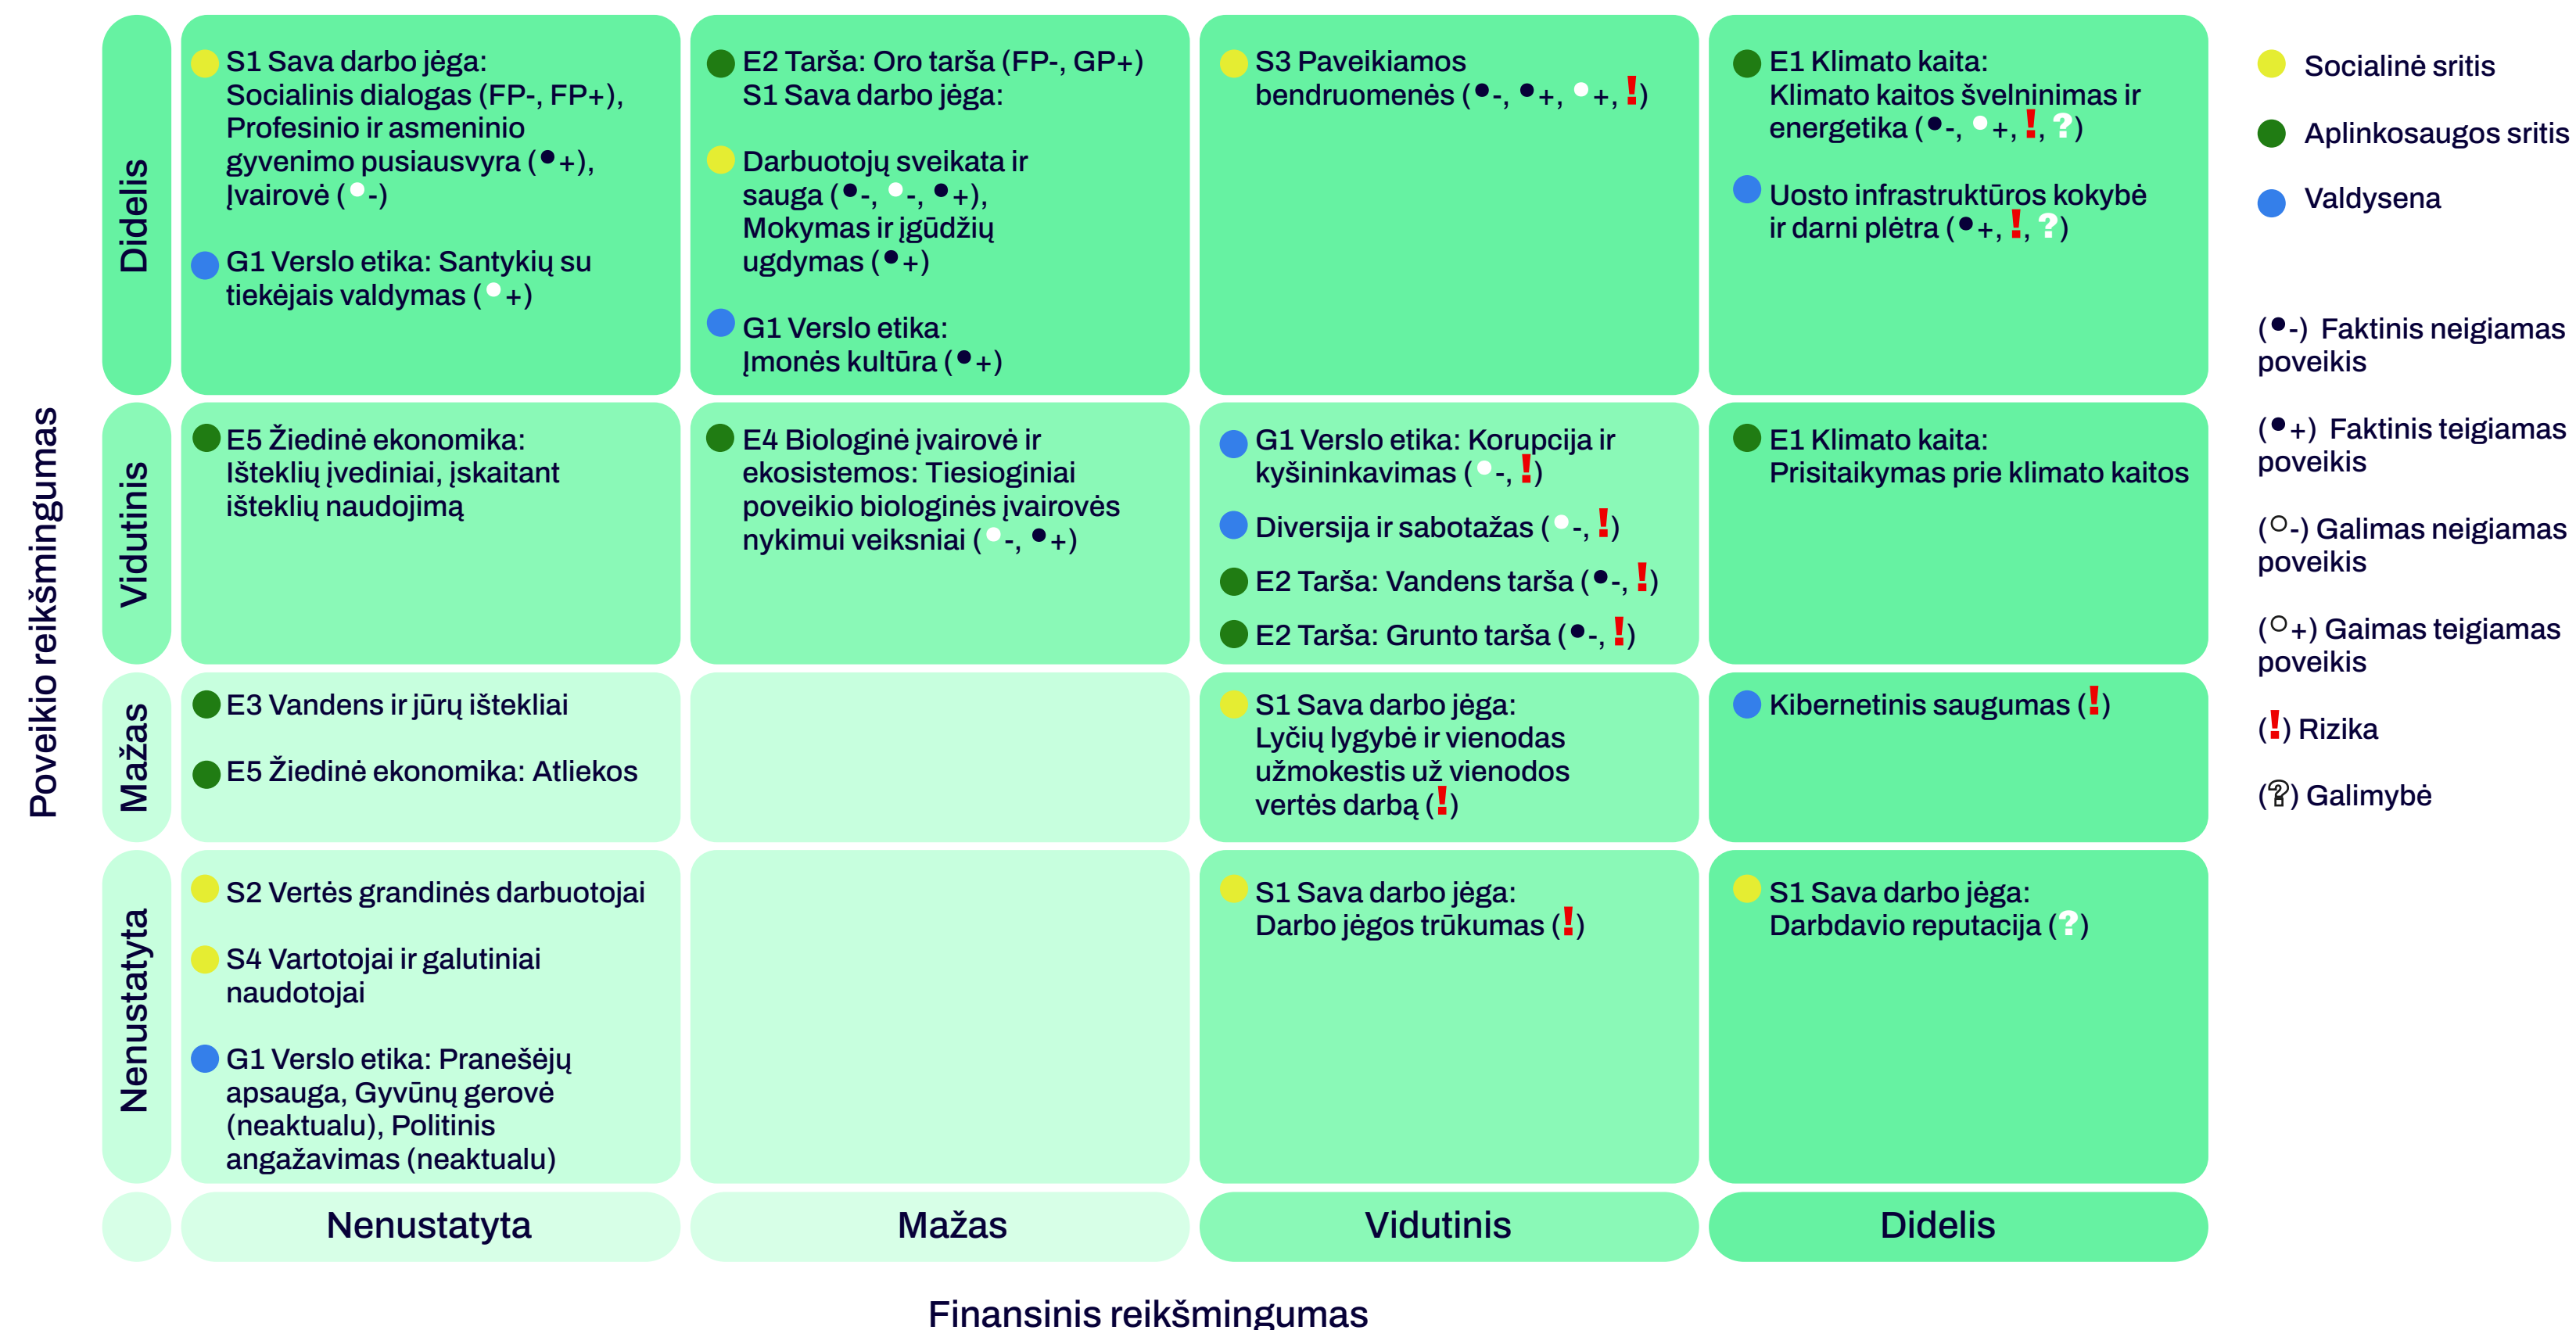 Poveikio reikšmingumas
Didelis
S1 Sava darbo jėga:
Socialinis dialogas (FP-, FP+),
Profesinio ir asmeninio
gyvenimo pusiausvyra (●+),
Įvairovė (○-)
G1 Verslo etika: Santykių su
tiekėjais valdymas (○+)
E2 Tarša: Oro tarša (FP-, GP+)
S1 Sava darbo jėga:
Darbuotojų sveikata ir
sauga (●-, ○-, ●+),
Mokymas ir įgūdžių
ugdymas (●+)
G1 Verslo etika:
Įmonės kultūra (●+)
S3 Paveikiamos
bendruomenės (●-, ●+, ○+, !)
E1 Klimato kaita:
Klimato kaitos švelninimas ir
energetika (●-, ○+, !, ?)
Uosto infrastruktūros kokybė
ir darni plėtra (●+, !, ?)
Vidutinis
E5 Žiedinė ekonomika:
Išteklių įvediniai, įskaitant
išteklių naudojimą
E4 Biologinė įvairovė ir
ekosistemos: Tiesioginiai
poveikio biologinės įvairovės
nykimui veiksniai (○-, ●+)
G1 Verslo etika: Korupcija ir
kyšininkavimas (○-, !)
Diversija ir sabotažas (○-, !)
E2 Tarša: Vandens tarša (●-, !)
E2 Tarša: Grunto tarša (●-, !)
E1 Klimato kaita:
Prisitaikymas prie klimato kaitos
Mažas
E3 Vandens ir jūrų ištekliai
E5 Žiedinė ekonomika: Atliekos
S1 Sava darbo jėga:
Lyčių lygybė ir vienodas
užmokestis už vienodos
vertės darbą (!)
Kibernetinis saugumas (!)
Nenustatyta
S2 Vertės grandinės darbuotojai
S4 Vartotojai ir galutiniai
naudotojai
G1 Verslo etika: Pranešėjų
apsauga, Gyvūnų gerovė
(neaktualu), Politinis
angažavimas (neaktualu)
S1 Sava darbo jėga:
Darbo jėgos trūkumas (!)
S1 Sava darbo jėga:
Darbdavio reputacija (?)
Nenustatyta
Mažas
Vidutinis
Didelis
Finansinis reikšmingumas
Socialinė sritis
Aplinkosaugos sritis
Valdysena
(●-) Faktinis neigiamas
poveikis
(●+) Faktinis teigiamas
poveikis
(○-) Galimas neigiamas
poveikis
(○+) Gaimas teigiamas
poveikis
(!) Rizika
(?) Galimybė